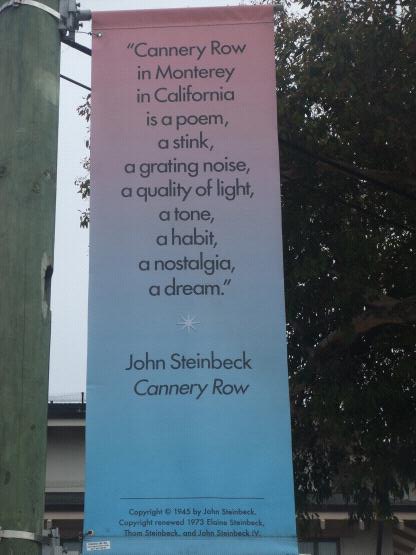 "Cannery Row
in Monterey
in California
is a poem,
a stink,
a grating noise,
a quality of light,
a tone,
a habit,
a nostalgia,
a dream."
John Steinbeck
Cannery Row
Copyright © 1945 by John Steinbeck.
Copyright renewed 1973 Elaine Steinbeck,
Thom Steinbeck, and John Steinbeck IV.